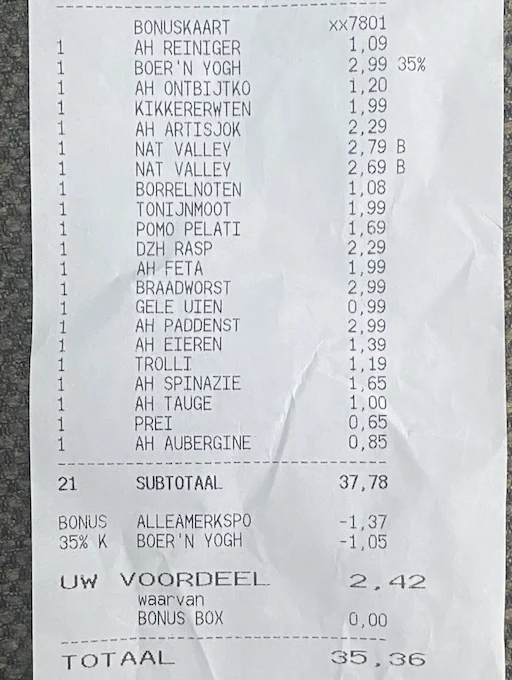 BONUSKAART xx7801
1 AH REINIGER 1,09
1 BOER'N YOGH 2,99 35%
1 AH ONTBIJTKO 1,20
1 KIKKERERWTEN 1,99
1 AH ARTISJOK 2,29
1 NAT VALLEY 2,79 B
1 NAT VALLEY 2,69 B
1 BORRELNOTEN 1,08
1 TONIJNMOOT 1,99
1 POMO PELATI 1,69
1 DZH RASP 2,29
1 AH FETA 1,99
1 BRAADWORST 2,99
1 GELE UIEN 0,99
1 AH PADDENST 2,99
1 AH EIEREN 1,39
1 TROLLI 1,19
1 AH SPINAZIE 1,65
1 AH TAUGE 1,00
1 PREI 0,65
1 AH AUBERGINE 0,85
21 SUBTOTAAL 37,78
BONUS ALLEAMERKSPO -1,37
35% K BOER'N YOGH -1,05
UW VOORDEEL 2,42
waarvan
BONUS BOX 0,00
TOTAAL 35,36